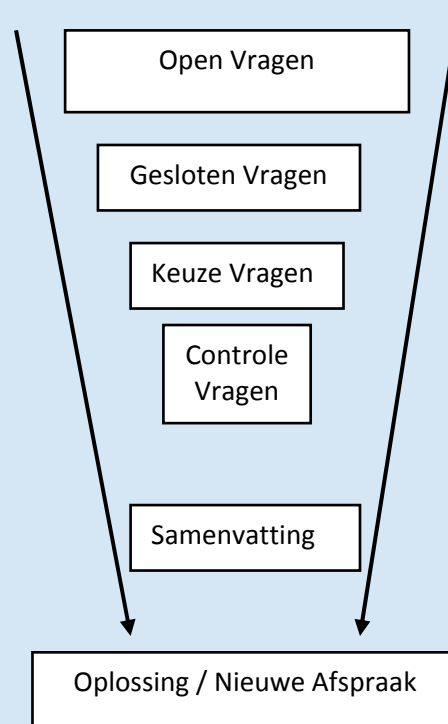 Open Vragen
Gesloten Vragen
Keuze Vragen
Controle
Vragen
Samenvatting
Oplossing / Nieuwe Afspraak